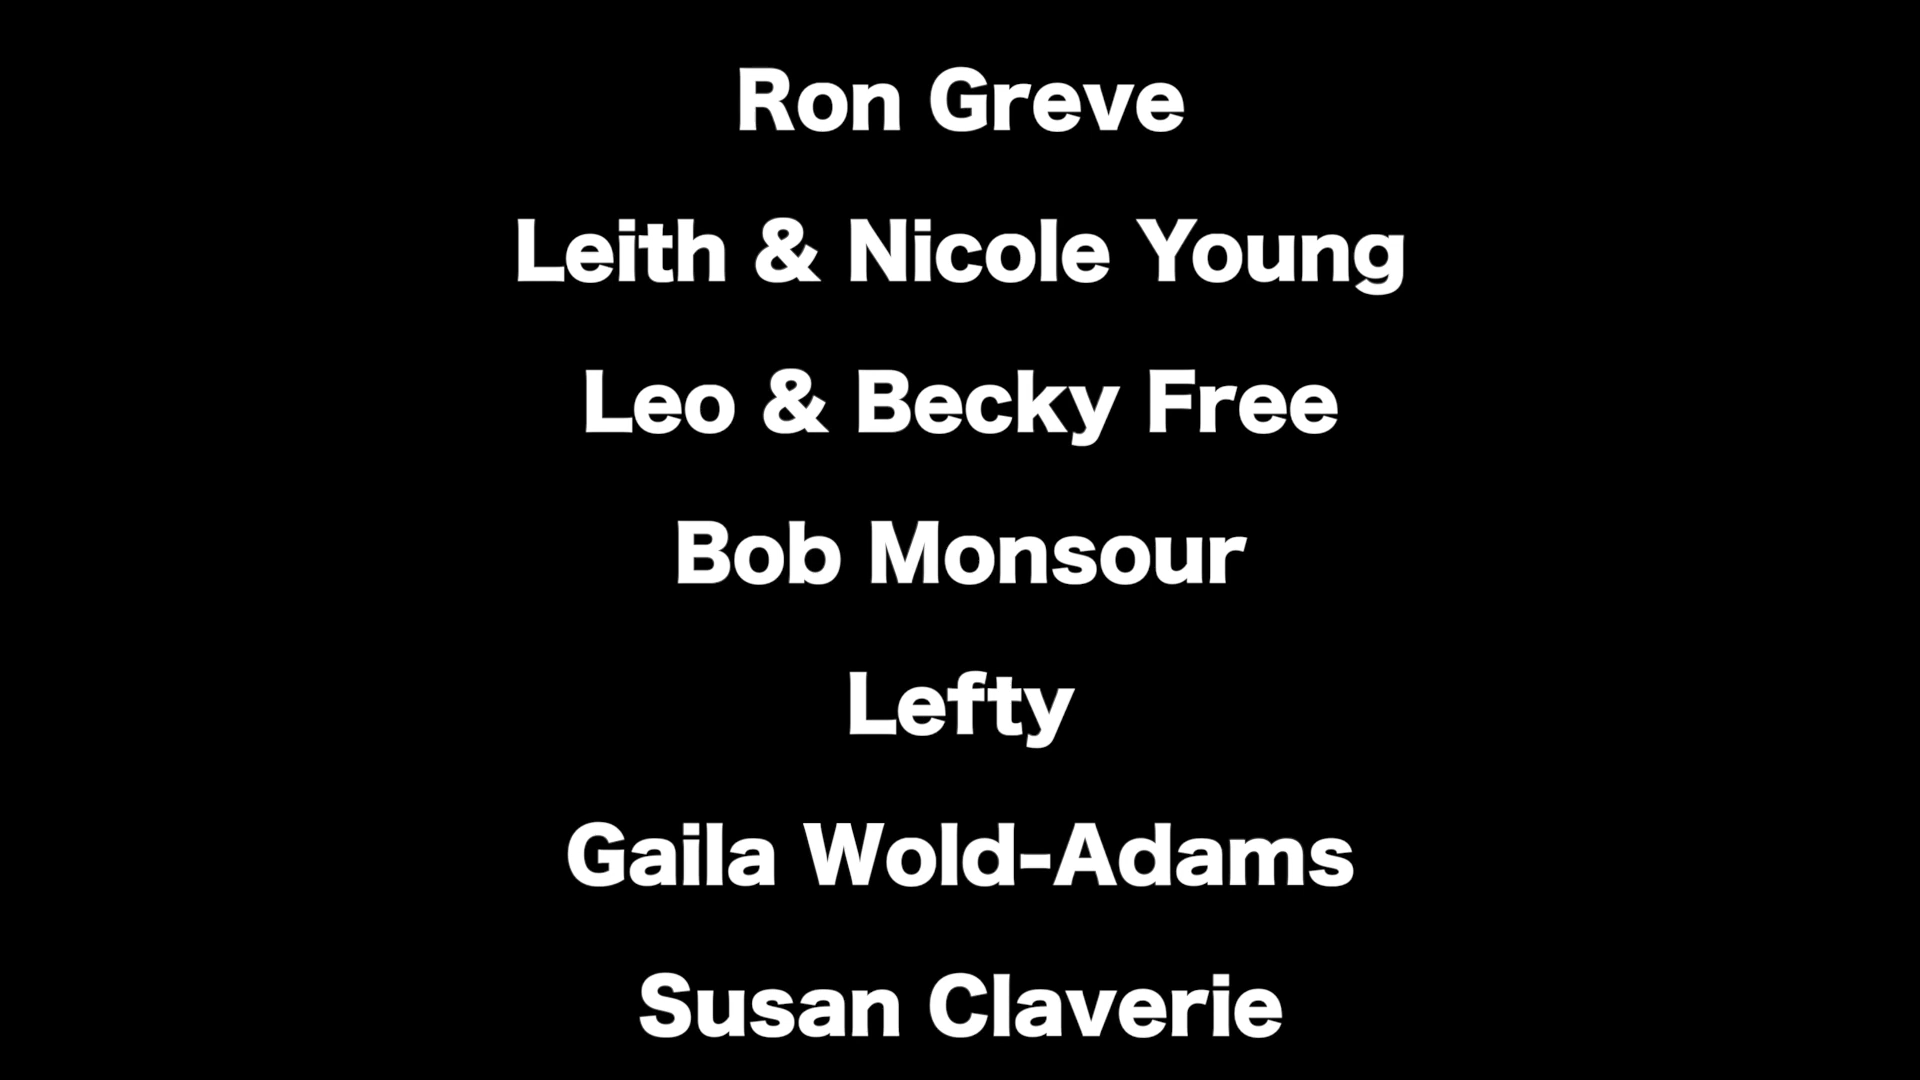 Ron Greve
Leith & Nicole Young
Leo & Becky Free
Bob Monsour
Lefty
Gaila Wold-Adams
Susan Claverie